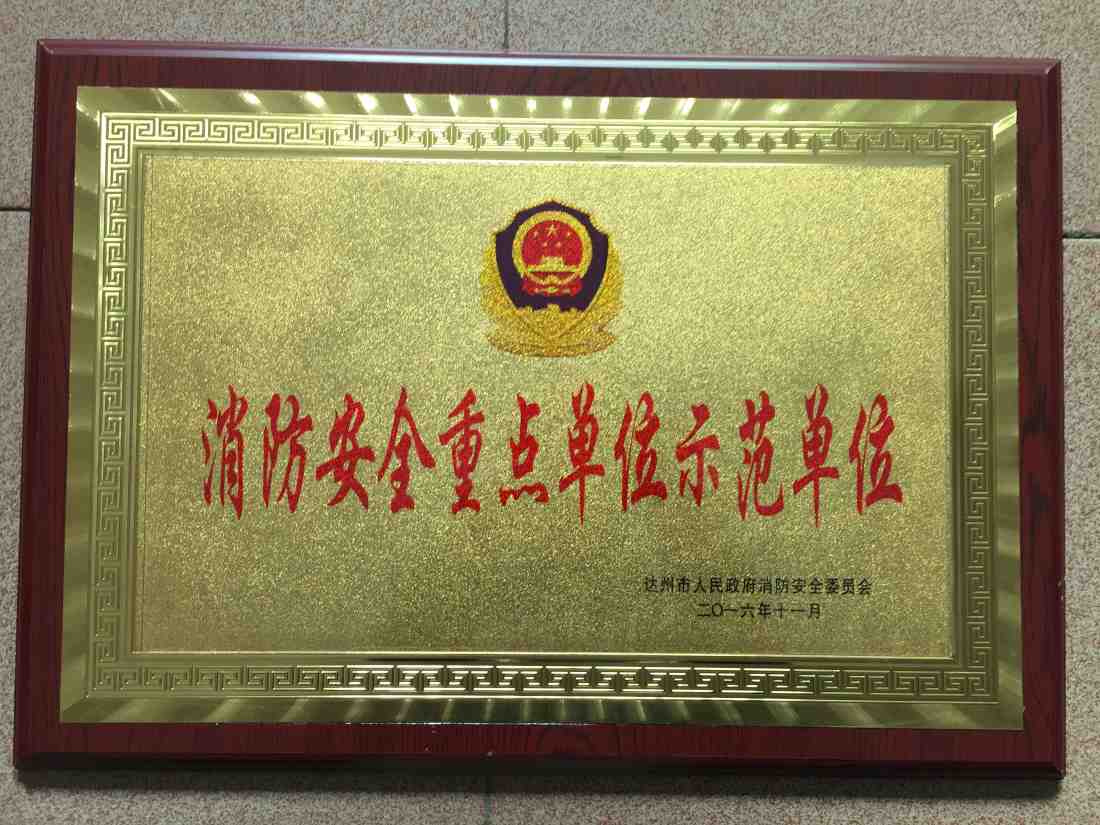 消防安全重点单位示范单位
达州市人民政府消防安全委员会
二〇一六年十一月